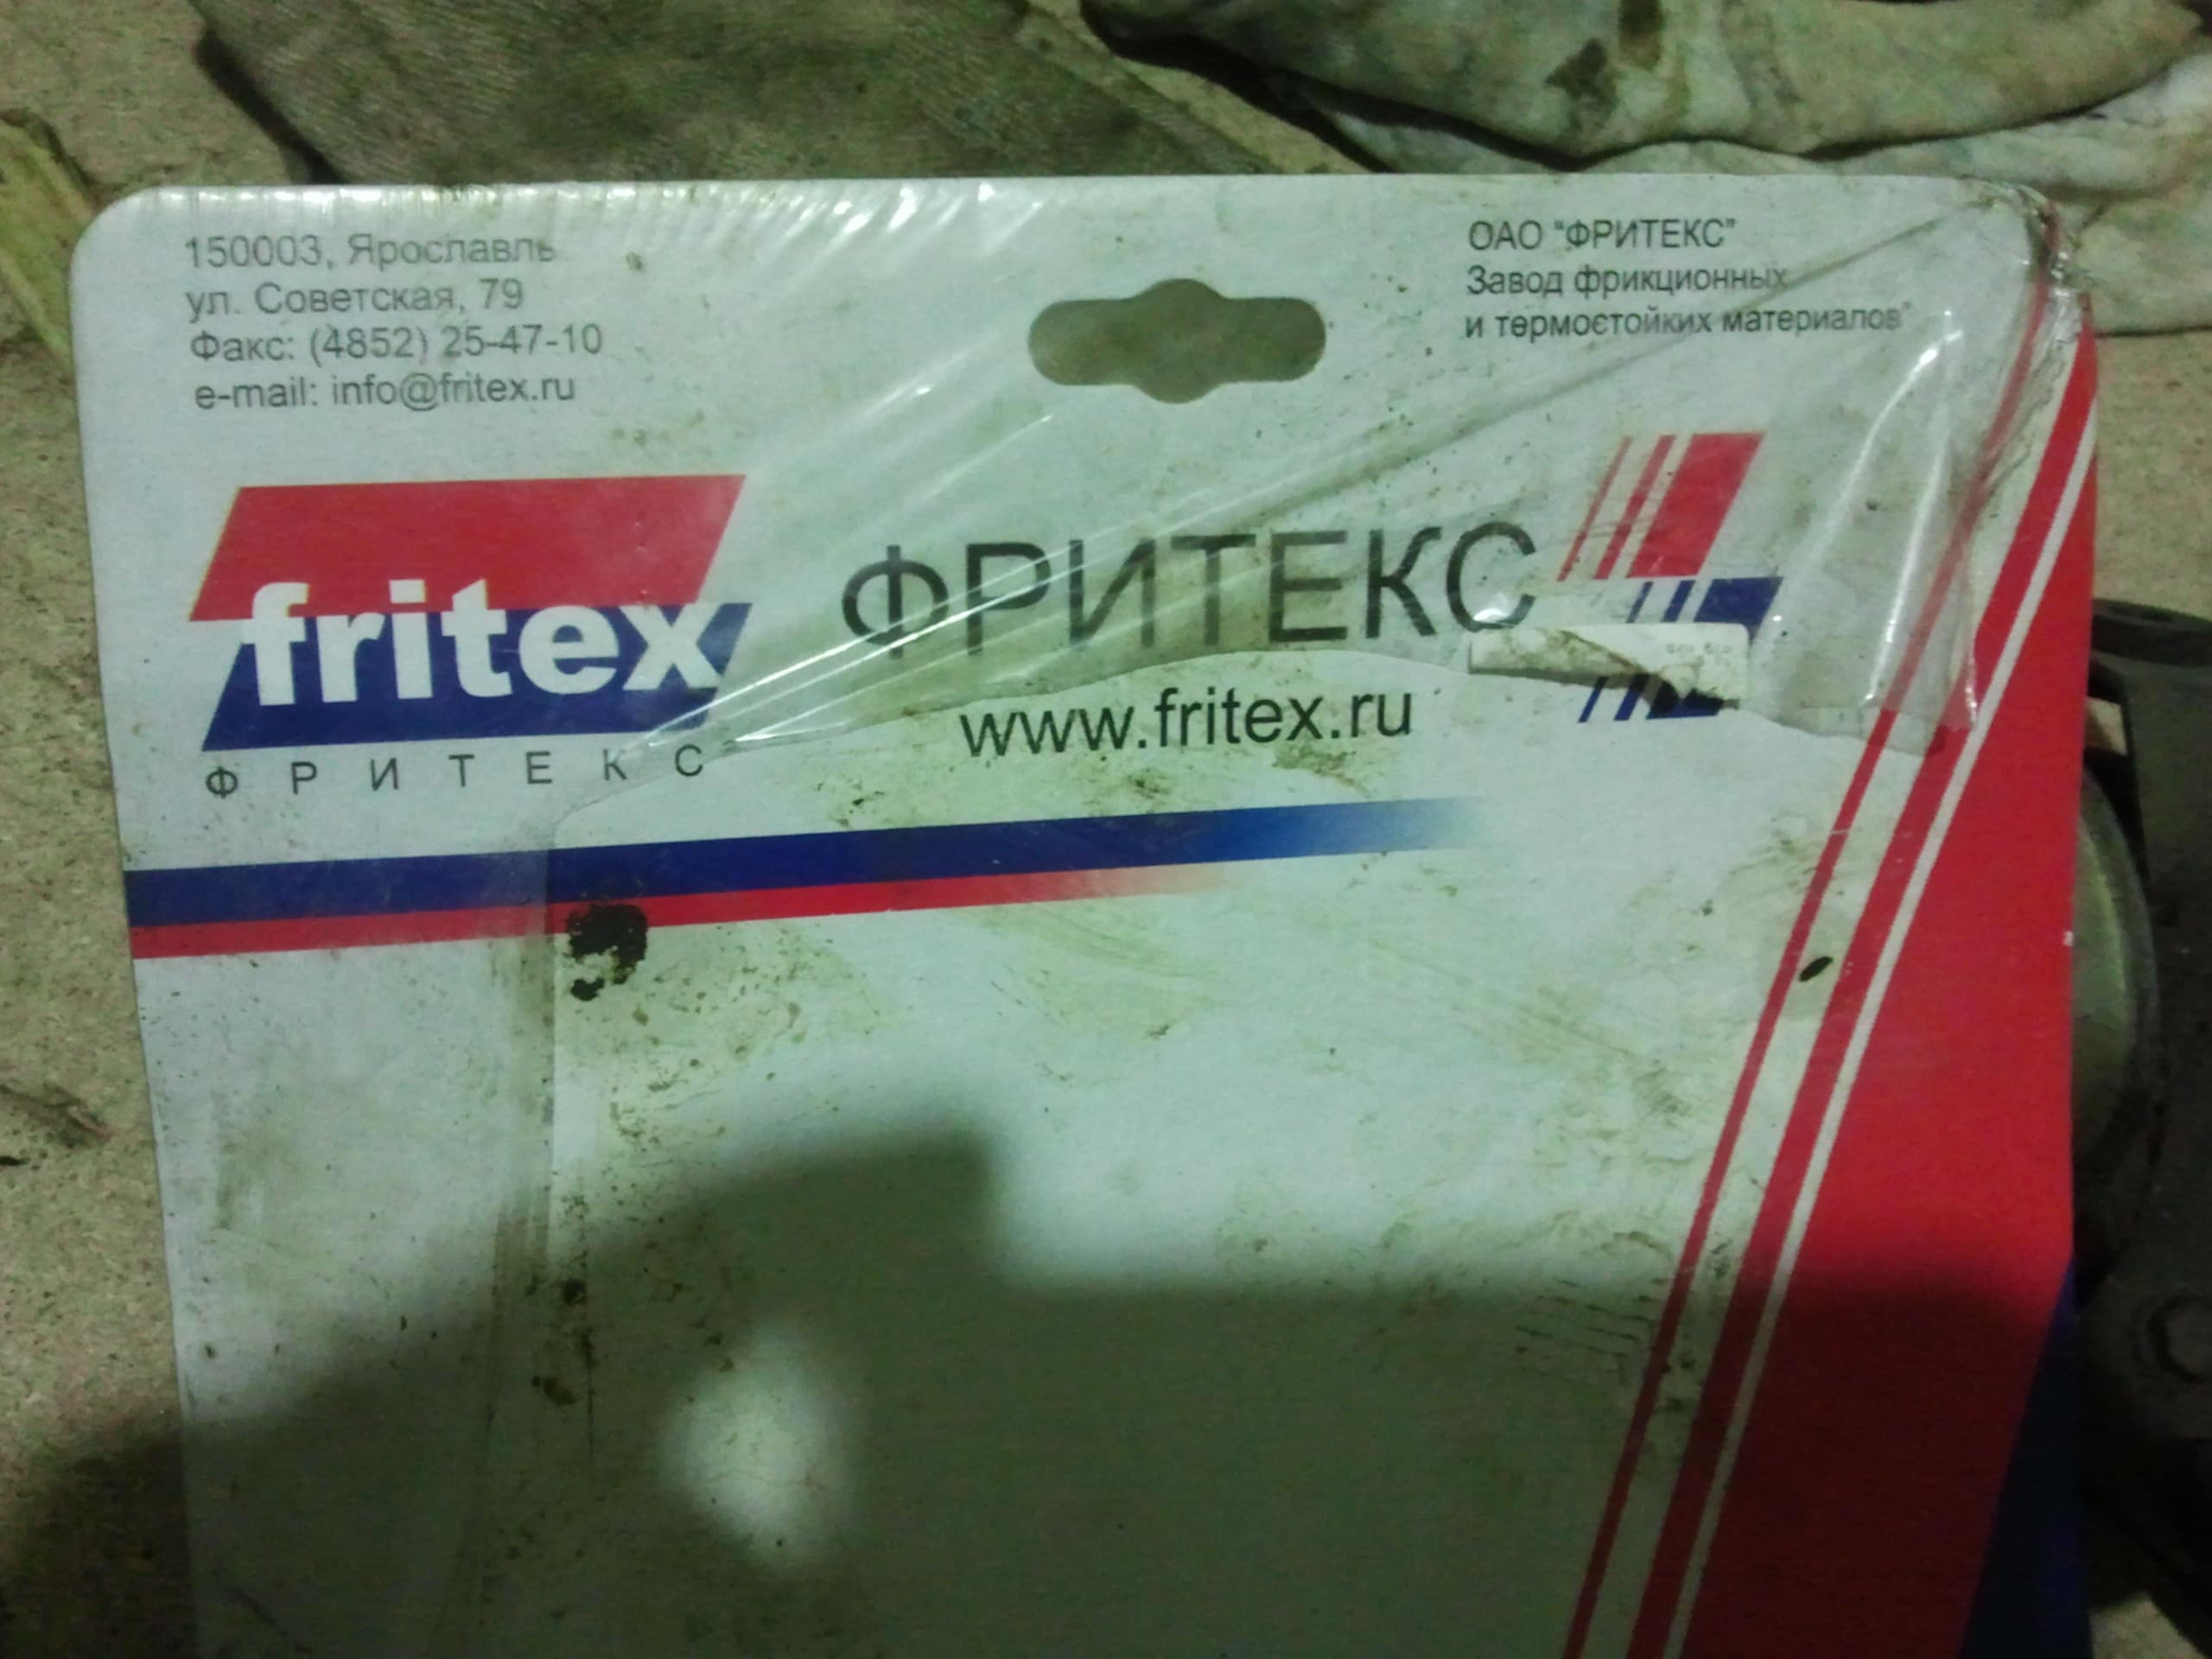 150003, Ярославль
ул. Советская, 79
Факс: (4852) 25-47-10
e-mail: info@fritex.ru
ОАО "ФРИТЕКС"
Завод фрикционных
и термостойких материалов"
fritex
ФРИТЕКС
ФРИТЕКС
www.fritex.ru